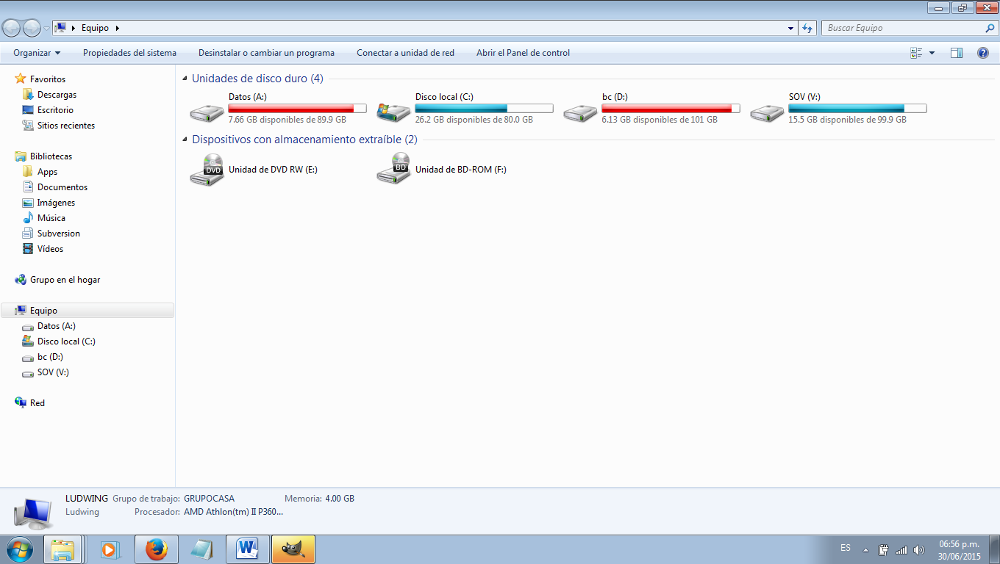 Equipo
Buscar Equipo
Organizar Propiedades del sistema Desinstalar o cambiar un programa Conectar a unidad de red Abrir el Panel de control
Favoritos
Descargas
Escritorio
Sitios recientes
Bibliotecas
Apps
Documentos
Imágenes
Música
Subversion
Vídeos
Grupo en el hogar
Equipo
Datos (A:)
Disco local (C:)
bc (D:)
SOV (V:)
Red
Unidades de disco duro (4)
Datos (A:)
7.66 GB disponibles de 89.9 GB
Disco local (C:)
26.2 GB disponibles de 80.0 GB
bc (D:)
6.13 GB disponibles de 101 GB
SOV (V:)
15.5 GB disponibles de 99.9 GB
Dispositivos con almacenamiento extraíble (2)
DVD
Unidad de DVD RW (E:)
BD
Unidad de BD-ROM (F:)
LUDWING Grupo de trabajo: GRUPOCASA Memoria: 4.00 GB
Ludwing Procesador: AMD Athlon(tm) II P360...
ES
06:56 p.m.
30/06/2015